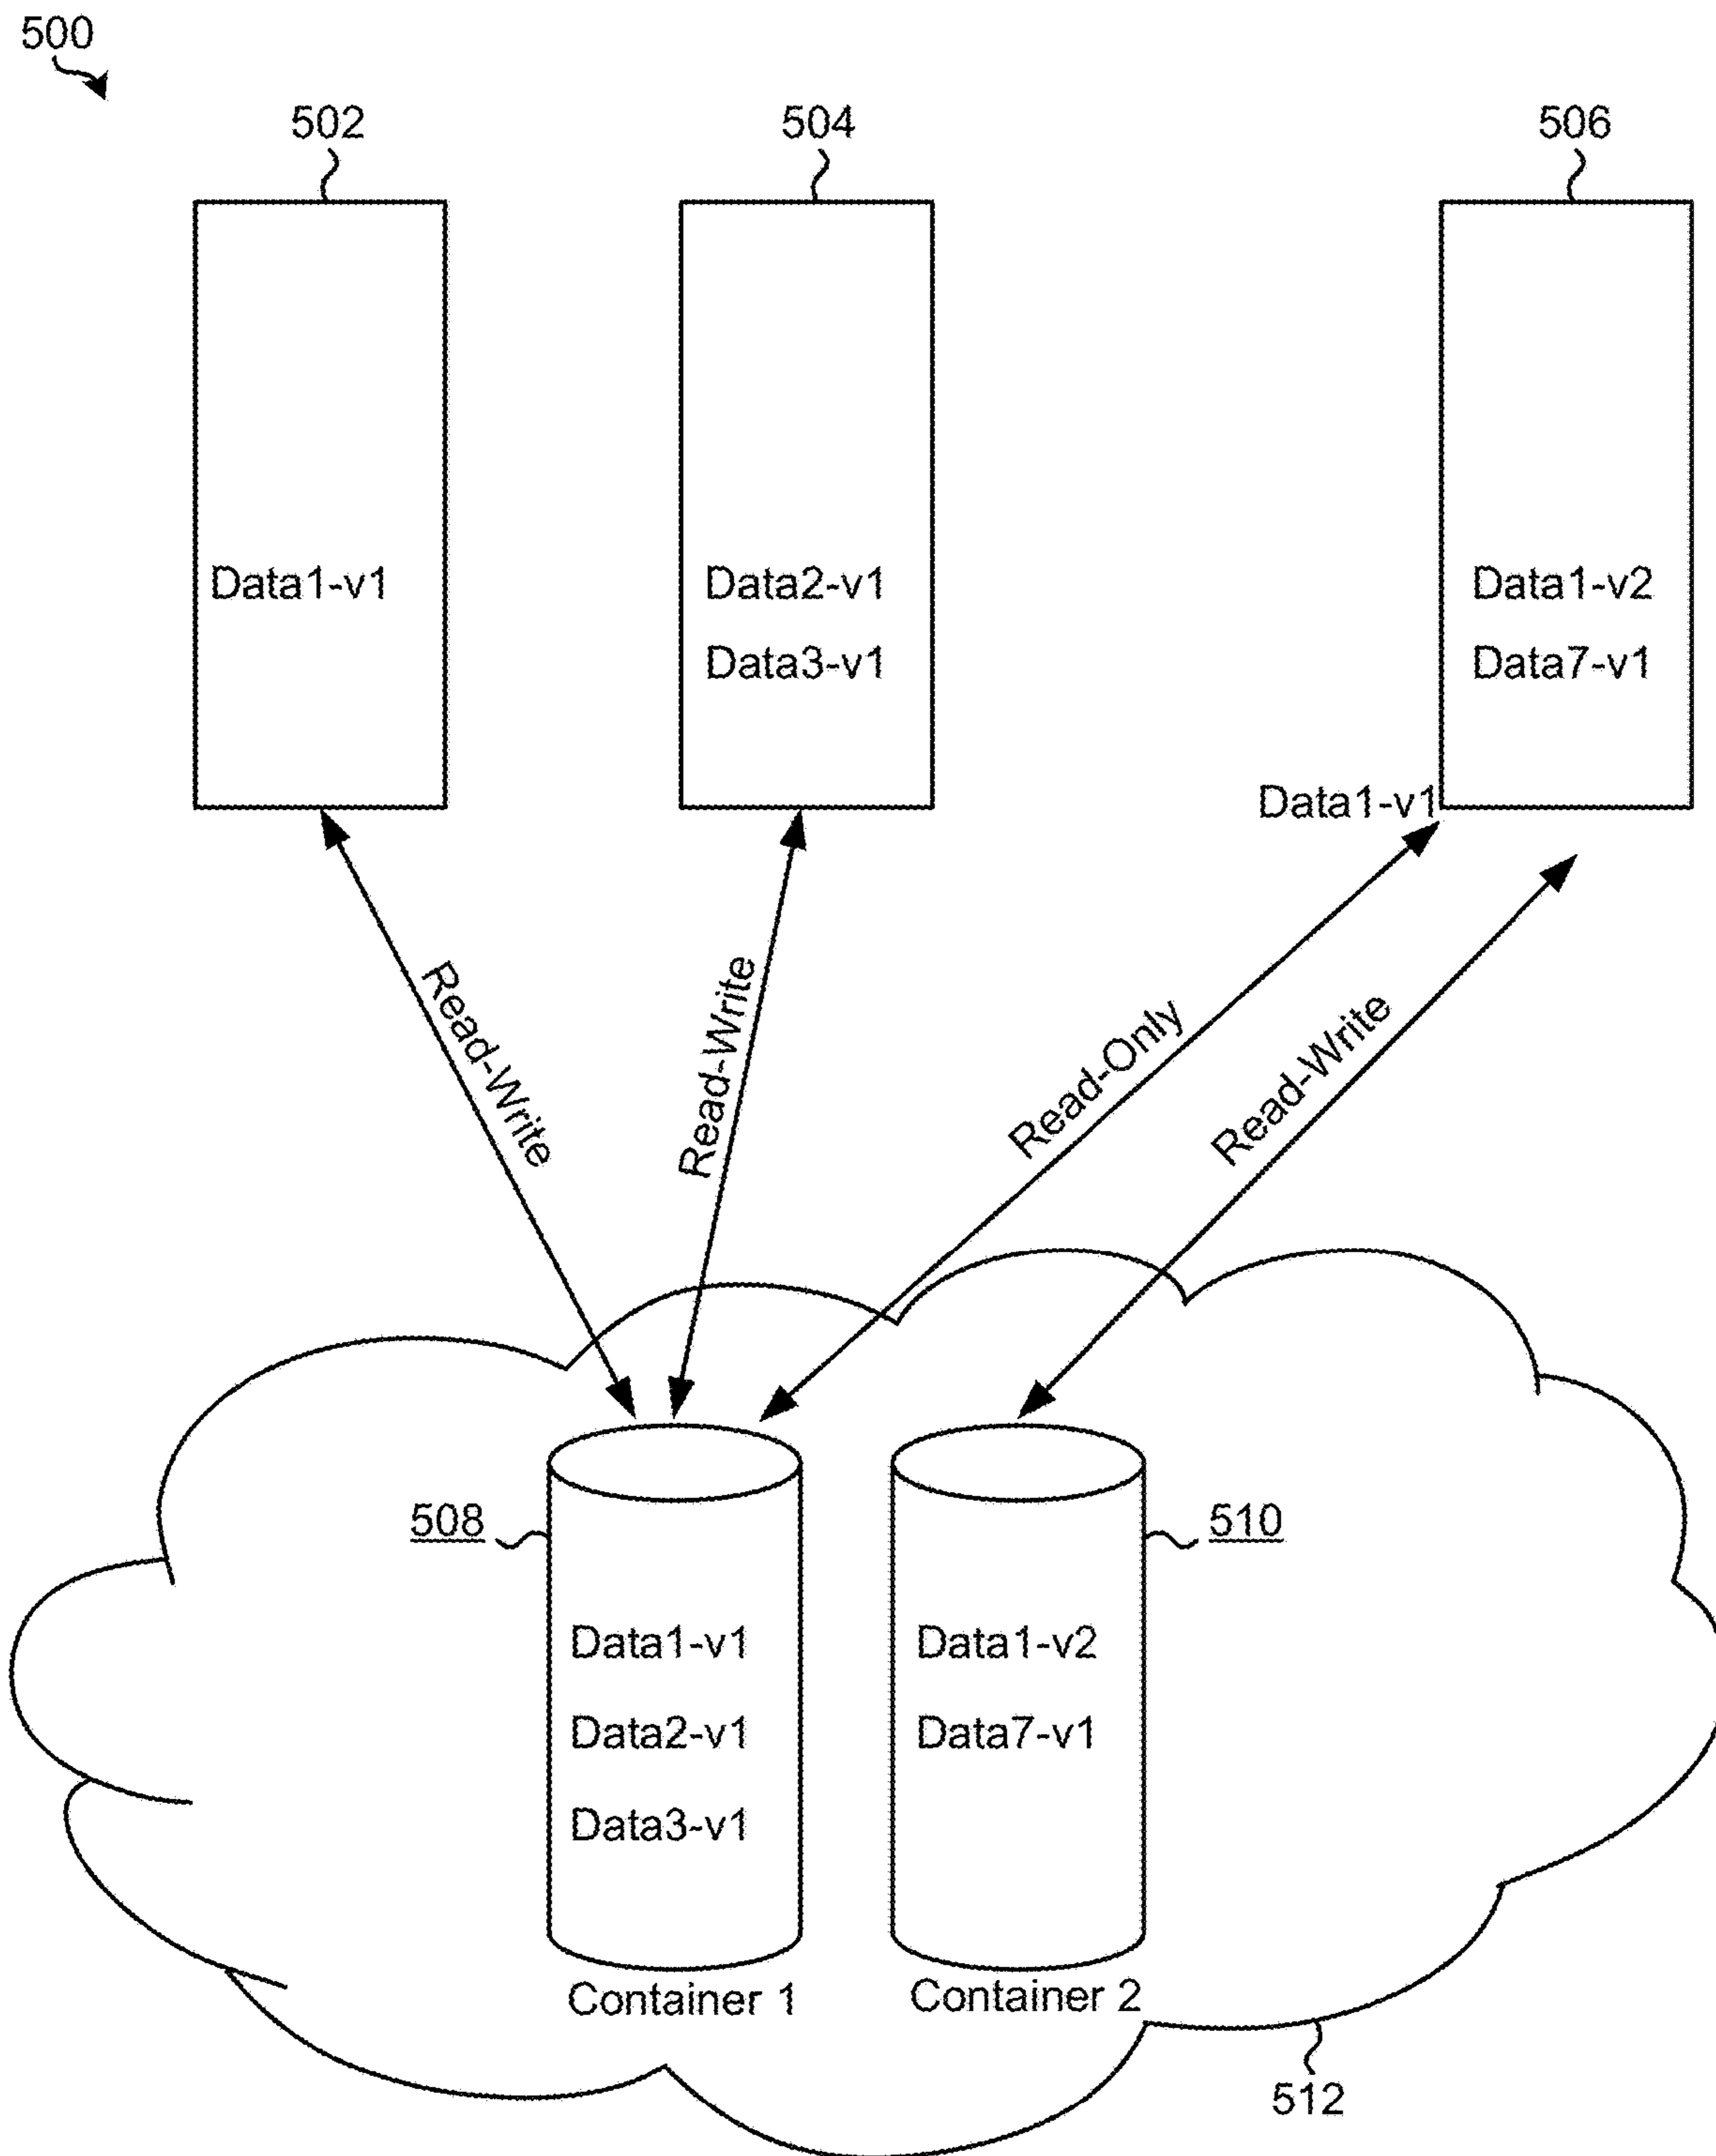 500
502
504
506
Data1-v1
Data2-v1
Data3-v1
Data1-v2
Data7-v1
Data1-v1
Read-Write
Read-Write
Read-Only
Read-Write
508
510
Data1-v1
Data2-v1
Data3-v1
Data1-v2
Data7-v1
Container 1
Container 2
512